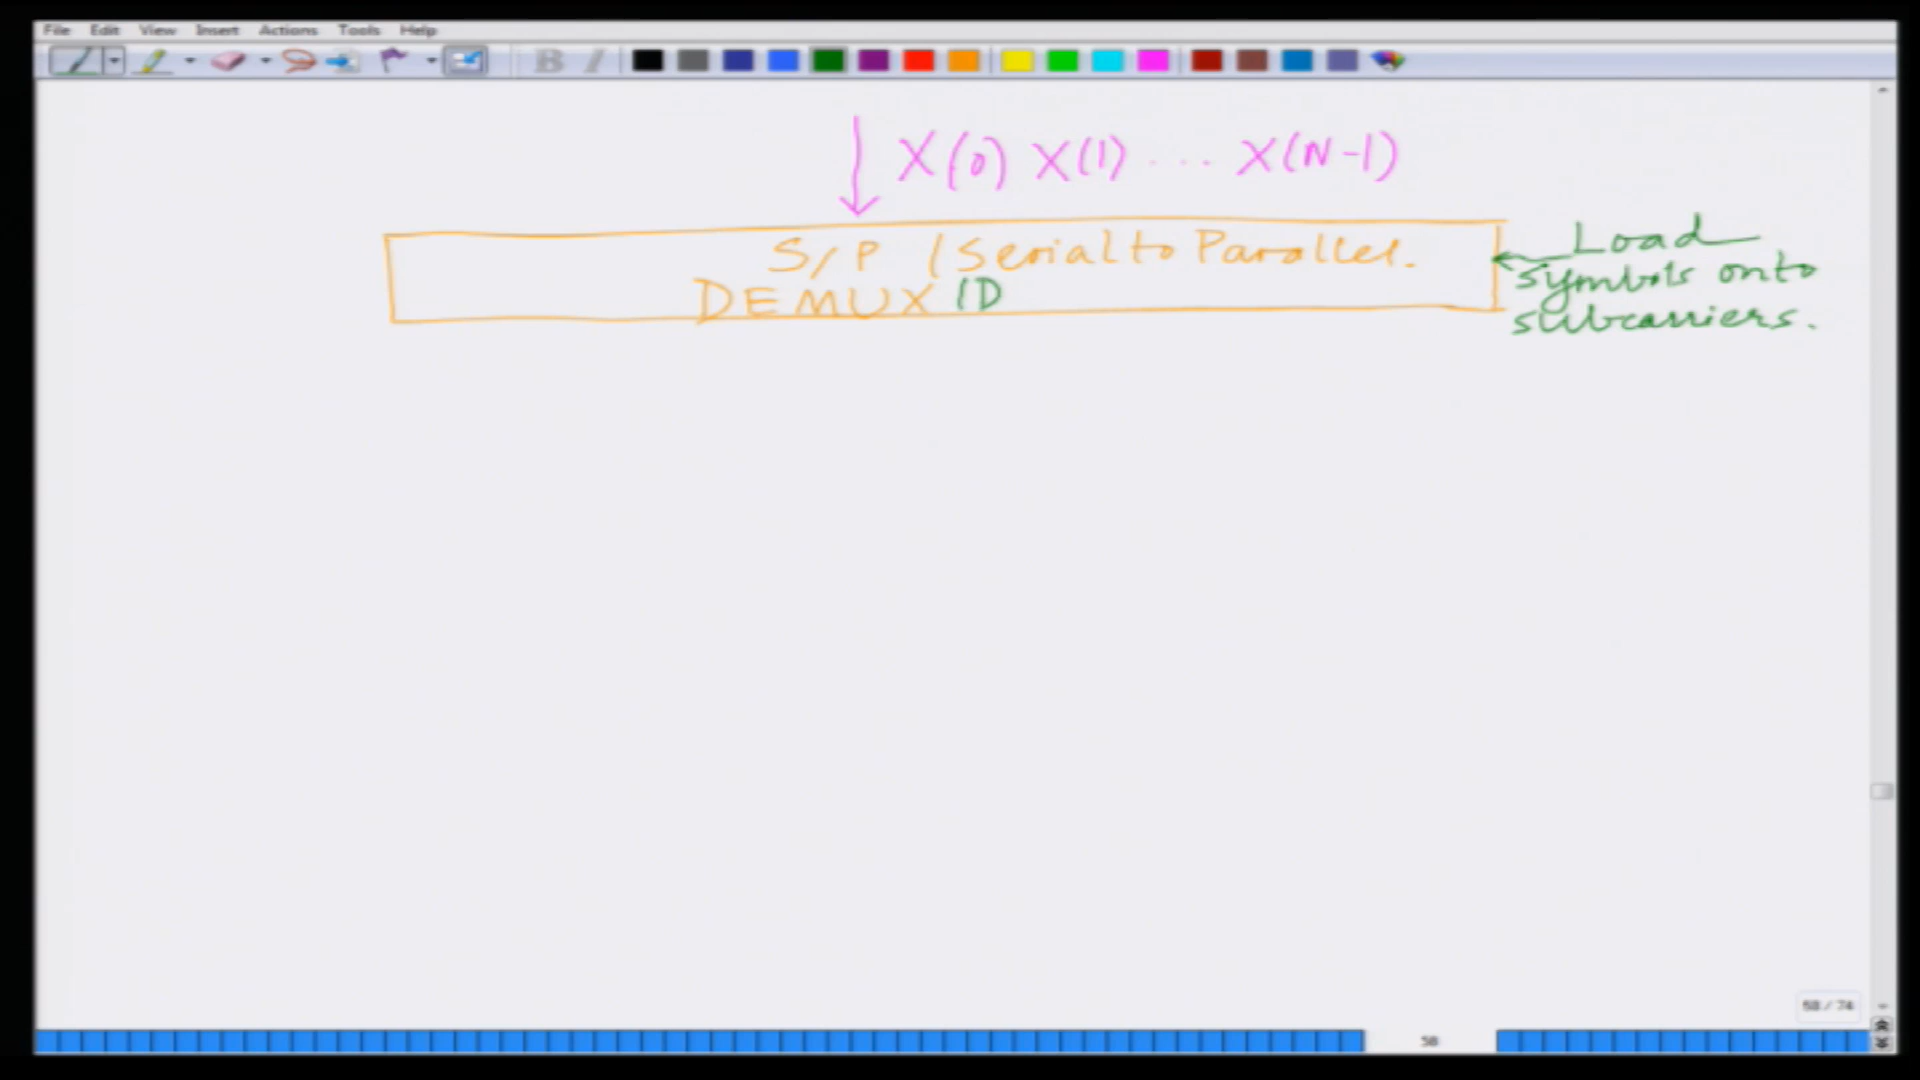 File Edit View Insert Actions Tools Help
B I
X(0) X(1) ... X(N-1)
S/P / Serial to Parallel.
DEMUX / D
Load
symbols onto
subcarriers.
58 / 74
58